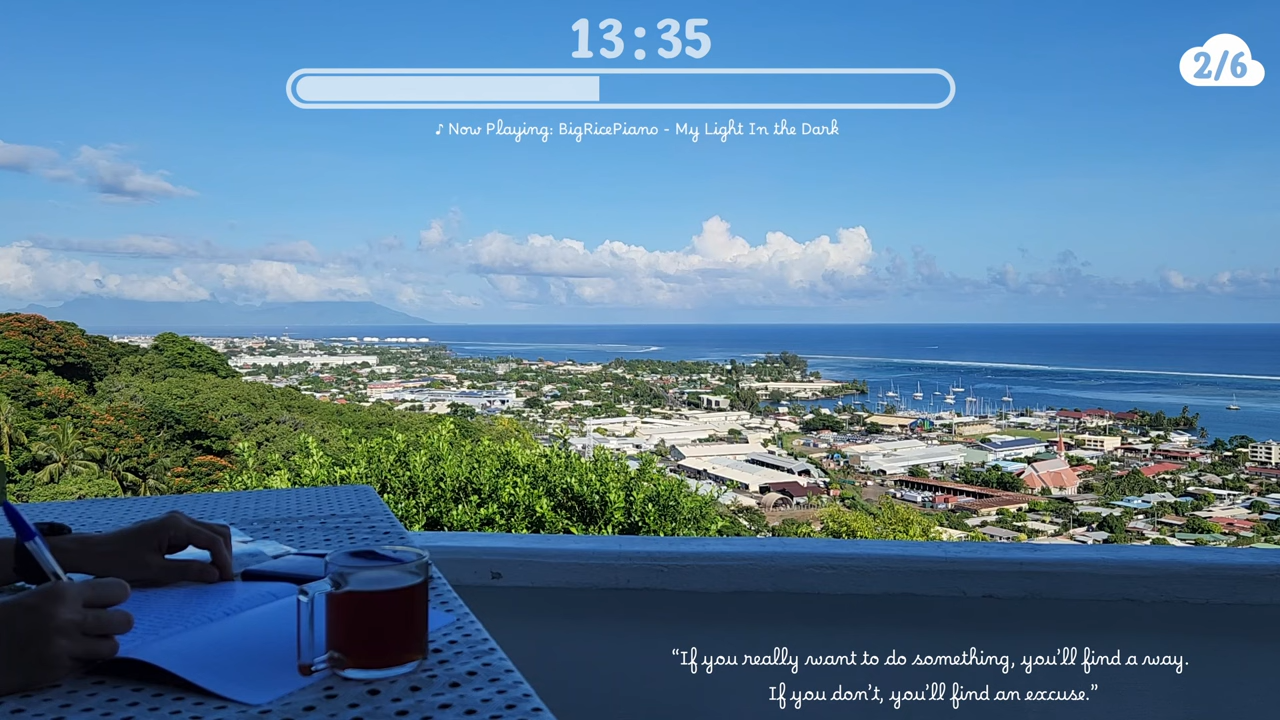 13:35
2/6
♪ Now Playing: BigRicePiano - My Light In the Dark
“If you really want to do something, you’ll find a way.
If you don’t, you’ll find an excuse.”